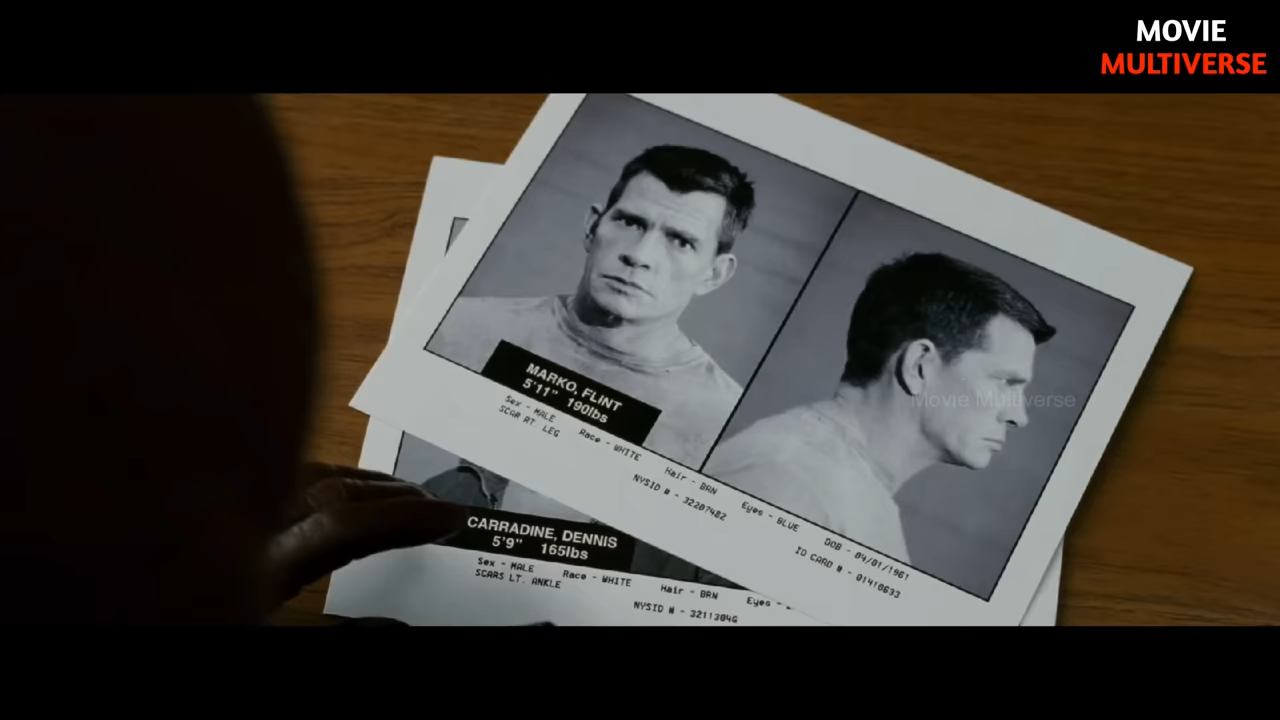 MOVIE
MULTIVERSE
MARKO, FLINT
5'11" 190lbs
Sex - MALE Race - WHITE Hair - BRN Eyes - BLUE DOB - 04/01/1961
SCAR RT. LEG NYSID # - 32207482 ID CARD # - 01410633
Movie Multiverse
CARRADINE, DENNIS
5'9" 165lbs
Sex - MALE Race - WHITE Hair - BRN Eyes -
SCARS LT. ANKLE NYSID # - 32113046